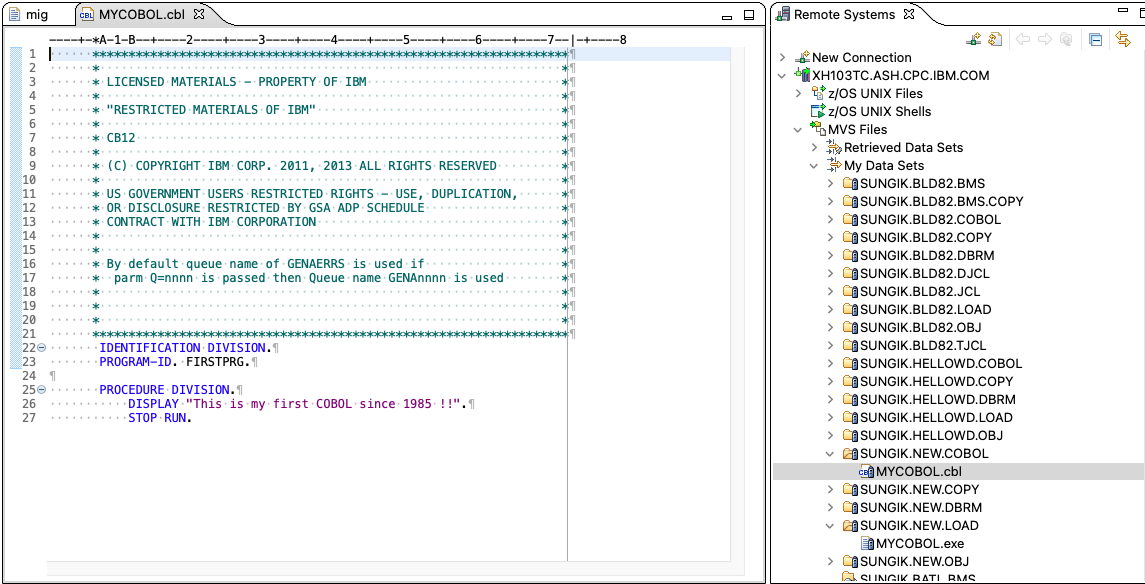 mig
MYCOBOL.cbl
----+-*A-1-B--+----2----+----3----+----4----+----5----+----6----+----7--|-+----8
1 ****************************************************************** ¶
2 * * ¶
3 * LICENSED MATERIALS - PROPERTY OF IBM * ¶
4 * * ¶
5 * "RESTRICTED MATERIALS OF IBM" * ¶
6 * * ¶
7 * CB12 * ¶
8 * * ¶
9 * (C) COPYRIGHT IBM CORP. 2011, 2013 ALL RIGHTS RESERVED * ¶
10 * * ¶
11 * US GOVERNMENT USERS RESTRICTED RIGHTS - USE, DUPLICATION, * ¶
12 * OR DISCLOSURE RESTRICTED BY GSA ADP SCHEDULE * ¶
13 * CONTRACT WITH IBM CORPORATION * ¶
14 * * ¶
15 * * ¶
16 * By default queue name of GENAERRS is used if * ¶
17 * parm Q=nnnn is passed then Queue name GENAnnnn is used * ¶
18 * * ¶
19 * * ¶
20 * * ¶
21 ****************************************************************** ¶
22 IDENTIFICATION DIVISION.¶
23 PROGRAM-ID. FIRSTPRG.¶
24 ¶
25 PROCEDURE DIVISION.¶
26 DISPLAY "This is my first COBOL since 1985 !!".¶
27 STOP RUN.
Remote Systems
New Connection
XH103TC.ASH.CPC.IBM.COM
z/OS UNIX Files
z/OS UNIX Shells
MVS Files
Retrieved Data Sets
My Data Sets
SUNGIK.BLD82.BMS
SUNGIK.BLD82.BMS.COPY
SUNGIK.BLD82.COBOL
SUNGIK.BLD82.COPY
SUNGIK.BLD82.DBRM
SUNGIK.BLD82.DJCL
SUNGIK.BLD82.JCL
SUNGIK.BLD82.LOAD
SUNGIK.BLD82.OBJ
SUNGIK.BLD82.TJCL
SUNGIK.HELLOWD.COBOL
SUNGIK.HELLOWD.COPY
SUNGIK.HELLOWD.DBRM
SUNGIK.HELLOWD.LOAD
SUNGIK.HELLOWD.OBJ
SUNGIK.NEW.COBOL
MYCOBOL.cbl
SUNGIK.NEW.COPY
SUNGIK.NEW.DBRM
SUNGIK.NEW.LOAD
MYCOBOL.exe
SUNGIK.NEW.OBJ